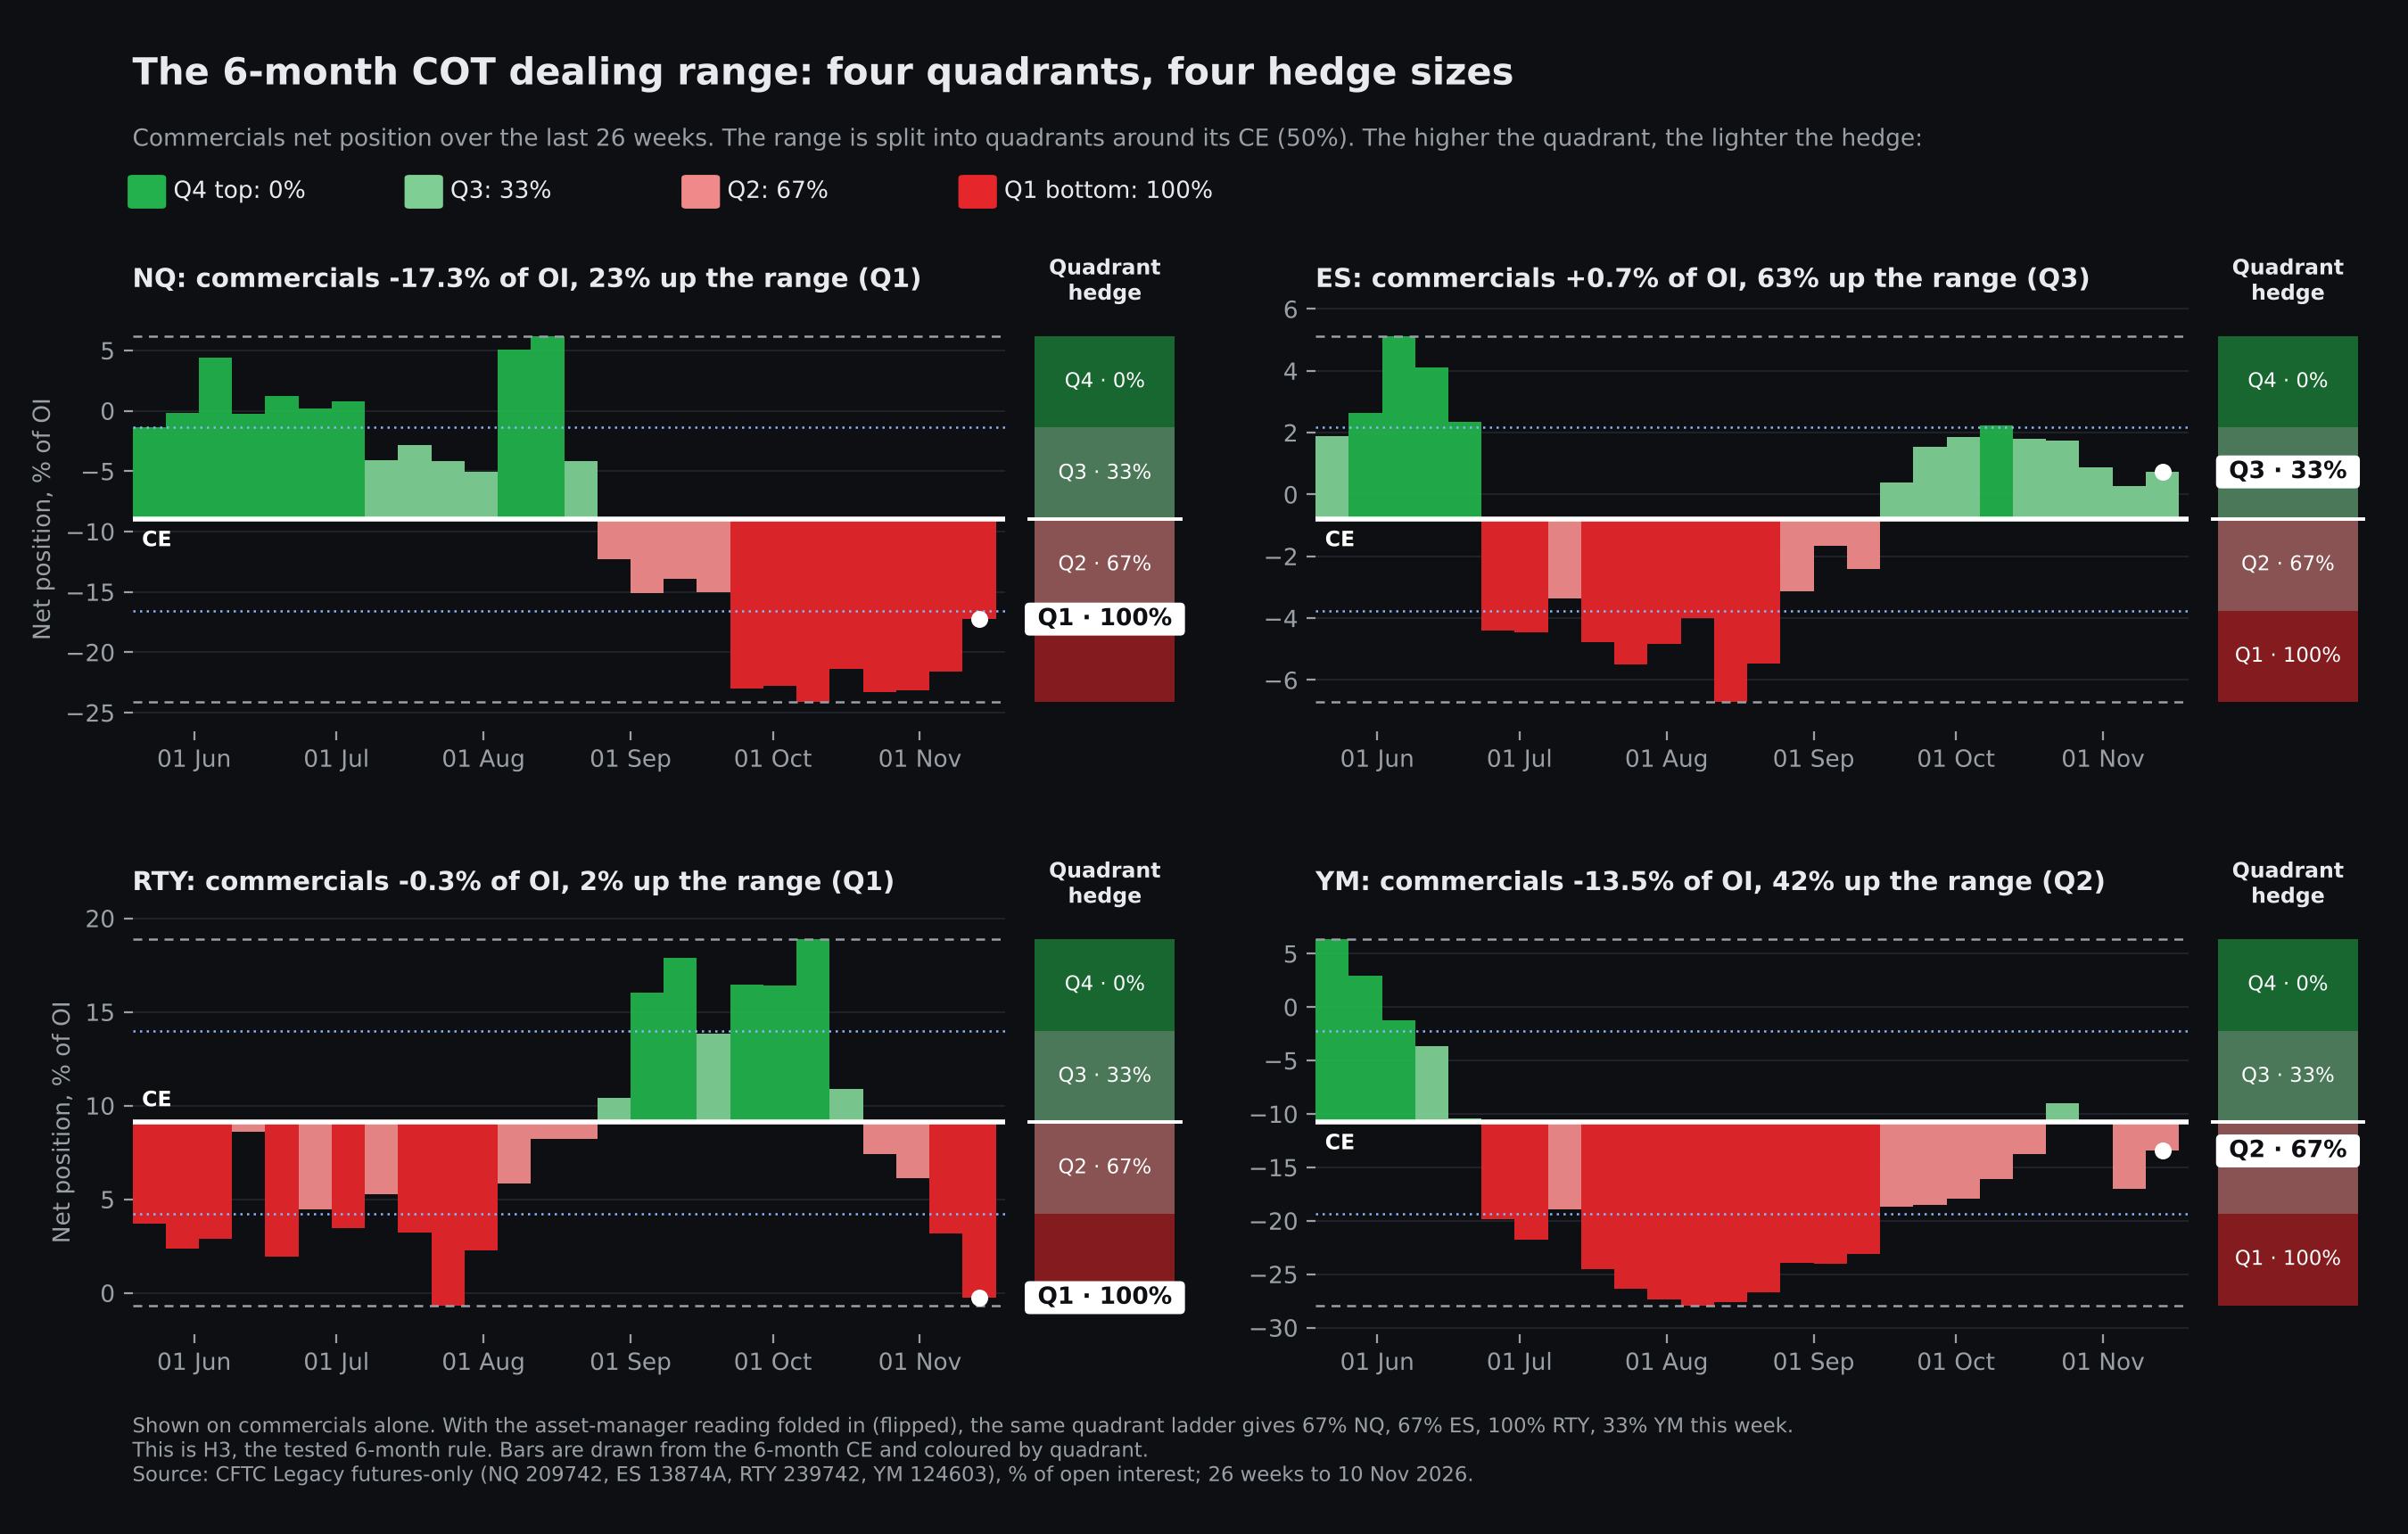 The 6-month COT dealing range: four quadrants, four hedge sizes
Commercials net position over the last 26 weeks. The range is split into quadrants around its CE (50%). The higher the quadrant, the lighter the hedge:
Q4 top: 0%
Q3: 33%
Q2: 67%
Q1 bottom: 100%
NQ: commercials -17.3% of OI, 23% up the range (Q1)
Quadrant
hedge
Net position, % of OI
5
0
−5
−10
−15
−20
−25
CE
01 Jun
01 Jul
01 Aug
01 Sep
01 Oct
01 Nov
Q4 · 0%
Q3 · 33%
Q2 · 67%
Q1 · 100%
ES: commercials +0.7% of OI, 63% up the range (Q3)
Quadrant
hedge
6
4
2
0
−2
−4
−6
CE
01 Jun
01 Jul
01 Aug
01 Sep
01 Oct
01 Nov
Q4 · 0%
Q3 · 33%
Q2 · 67%
Q1 · 100%
RTY: commercials -0.3% of OI, 2% up the range (Q1)
Quadrant
hedge
Net position, % of OI
20
15
10
5
0
CE
01 Jun
01 Jul
01 Aug
01 Sep
01 Oct
01 Nov
Q4 · 0%
Q3 · 33%
Q2 · 67%
Q1 · 100%
YM: commercials -13.5% of OI, 42% up the range (Q2)
Quadrant
hedge
5
0
−5
−10
−15
−20
−25
−30
CE
01 Jun
01 Jul
01 Aug
01 Sep
01 Oct
01 Nov
Q4 · 0%
Q3 · 33%
Q2 · 67%
Q1 · 100%
Shown on commercials alone. With the asset-manager reading folded in (flipped), the same quadrant ladder gives 67% NQ, 67% ES, 100% RTY, 33% YM this week.
This is H3, the tested 6-month rule. Bars are drawn from the 6-month CE and coloured by quadrant.
Source: CFTC Legacy futures-only (NQ 209742, ES 13874A, RTY 239742, YM 124603), % of open interest; 26 weeks to 10 Nov 2026.